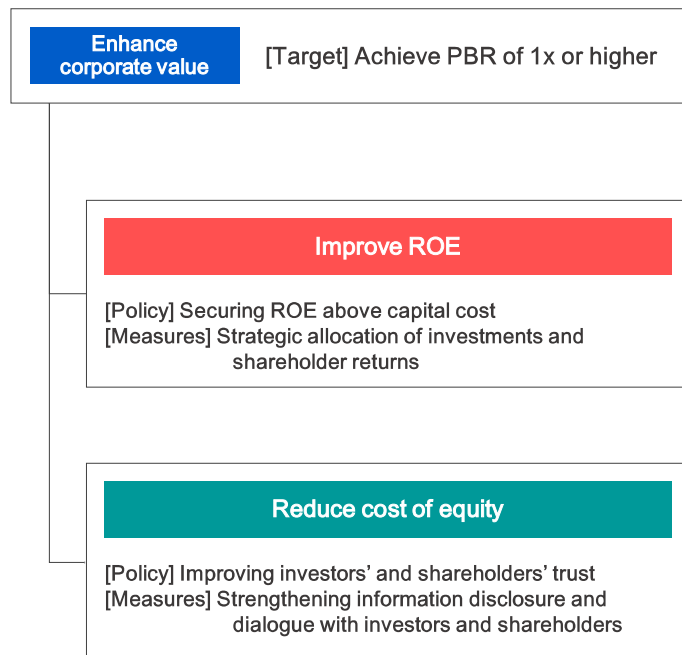 Enhance
corporate value
[Target] Achieve PBR of 1x or higher
Improve ROE
[Policy] Securing ROE above capital cost
[Measures] Strategic allocation of investments and
shareholder returns
Reduce cost of equity
[Policy] Improving investors’ and shareholders’ trust
[Measures] Strengthening information disclosure and
dialogue with investors and shareholders